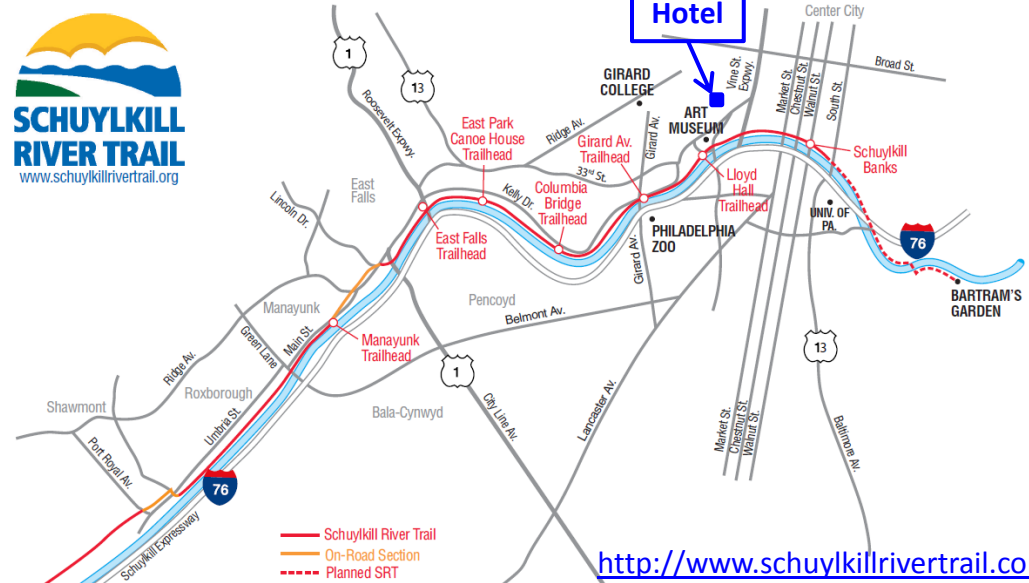 SCHUYLKILL
RIVER TRAIL
www.schuylkillrivertrail.org
Hotel
Center City
1
13
Roosevelt Expwy.
GIRARD
COLLEGE
Vine St.
Expwy.
Market St.
Chestnut St.
Walnut St.
South St.
Broad St.
East Park
Canoe House
Trailhead
Ridge Av.
Girard Av.
Trailhead
Girard Av.
ART
MUSEUM
33rd St.
Schuylkill
Banks
East
Falls
Lincoln Dr.
Kelly Dr.
Columbia
Bridge
Trailhead
Lloyd
Hall
Trailhead
UNIV. OF
PA.
East Falls
Trailhead
PHILADELPHIA
ZOO
Girard Av.
76
BARTRAM'S
GARDEN
Pencoyd
Belmont Av.
Manayunk
Main St.
Green Lane
Manayunk
Trailhead
Ridge Av.
1
13
Roxborough
Shawmont
Umbria St.
Bala-Cynwyd
City Line Av.
Lancaster Av.
Market St.
Chestnut St.
Walnut St.
Baltimore Av.
Port Royal Av.
76
Schuylkill Expressway
Schuylkill River Trail
On-Road Section
Planned SRT
http://www.schuylkillrivertrail.co